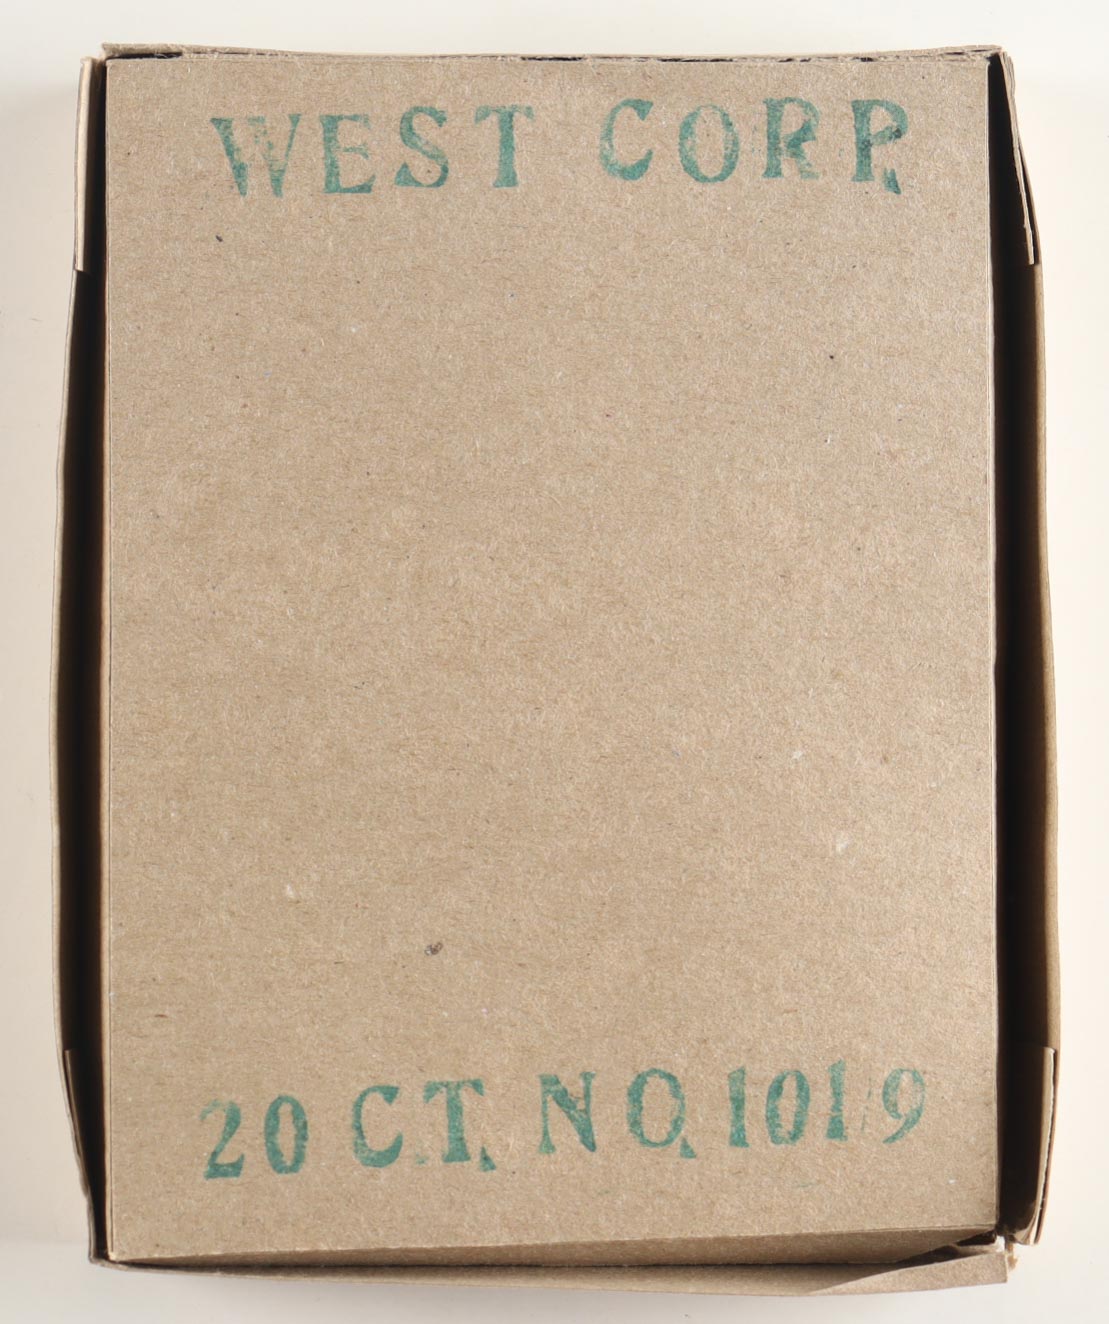 WEST CORP.
20 C.T. NO. 1019